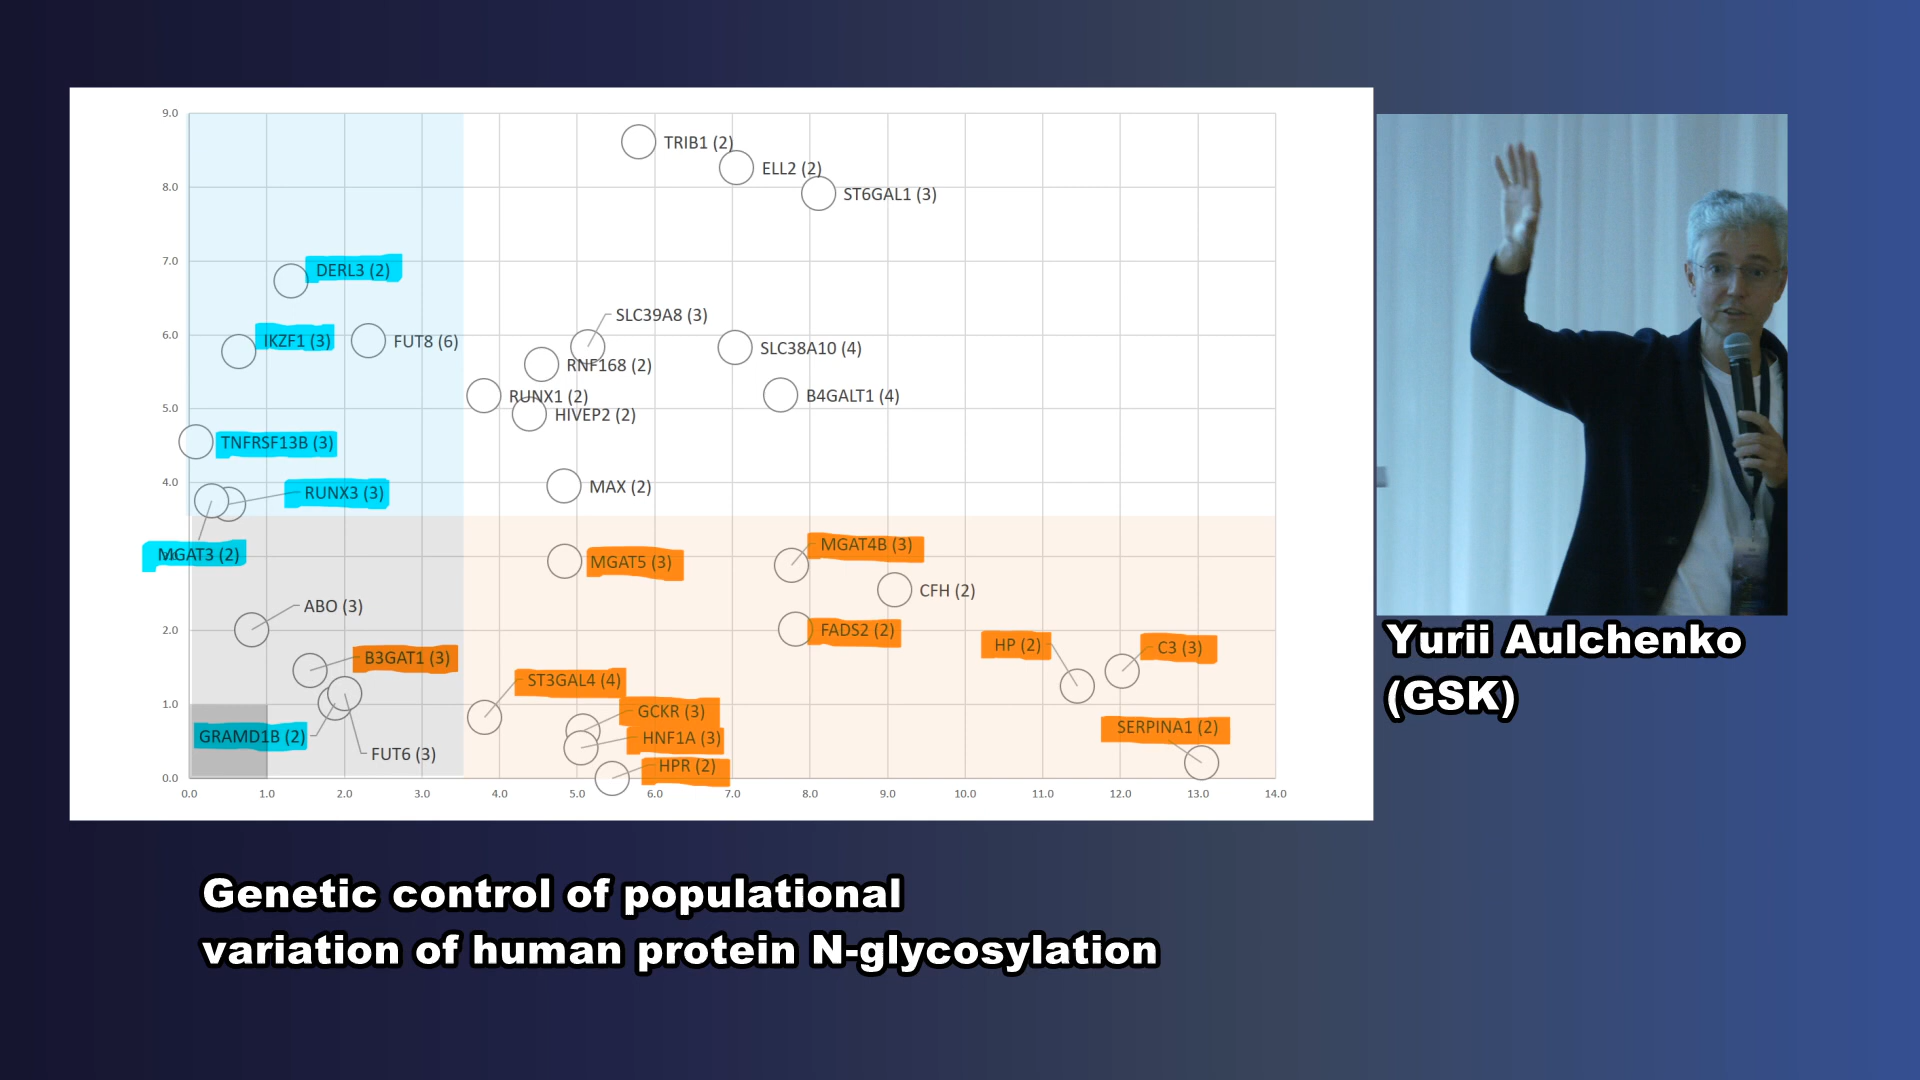 9.0
TRIB1 (2)
ELL2 (2)
8.0
ST6GAL1 (3)
7.0
DERL3 (2)
SLC39A8 (3)
6.0
IKZF1 (3)
FUT8 (6)
SLC38A10 (4)
RNF168 (2)
RUNX1 (2)
B4GALT1 (4)
5.0
HIVEP2 (2)
TNFRSF13B (3)
4.0
MAX (2)
RUNX3 (3)
MGAT3 (2)
MGAT5 (3)
MGAT4B (3)
CFH (2)
ABO (3)
2.0
FADS2 (2)
HP (2)
C3 (3)
B3GAT1 (3)
ST3GAL4 (4)
1.0
GCKR (3)
SERPINA1 (2)
GRAMD1B (2)
HNF1A (3)
FUT6 (3)
HPR (2)
0.0
0.0 1.0 2.0 3.0 4.0 5.0 6.0 7.0 8.0 9.0 10.0 11.0 12.0 13.0 14.0
Yurii Aulchenko
(GSK)
Genetic control of populational
variation of human protein N-glycosylation